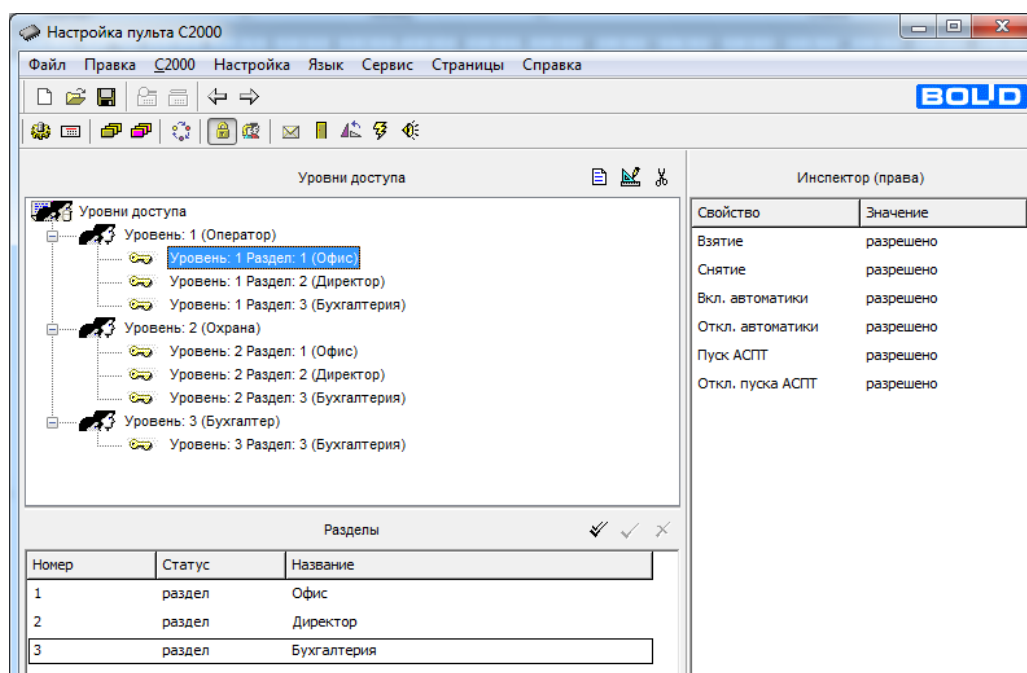 Настройка пульта С2000
Файл Правка С2000 Настройка Язык Сервис Страницы Справка
BOLID
Уровни доступа
Уровни доступа
Уровень: 1 (Оператор)
Уровень: 1 Раздел: 1 (Офис)
Уровень: 1 Раздел: 2 (Директор)
Уровень: 1 Раздел: 3 (Бухгалтерия)
Уровень: 2 (Охрана)
Уровень: 2 Раздел: 1 (Офис)
Уровень: 2 Раздел: 2 (Директор)
Уровень: 2 Раздел: 3 (Бухгалтерия)
Уровень: 3 (Бухгалтер)
Уровень: 3 Раздел: 3 (Бухгалтерия)
Разделы
Номер Статус Название
1 раздел Офис
2 раздел Директор
3 раздел Бухгалтерия
Инспектор (права)
Свойство Значение
Взятие разрешено
Снятие разрешено
Вкл. автоматики разрешено
Откл. автоматики разрешено
Пуск АСПТ разрешено
Откл. пуска АСПТ разрешено